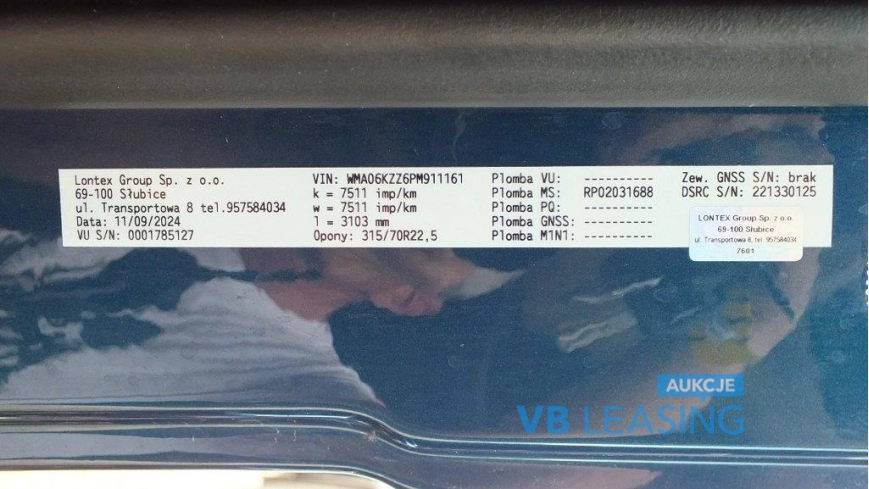 Lontex Group Sp. z o.o.
69-100 Słubice
ul. Transportowa 8 tel.957584034
Data: 11/09/2024
VU S/N: 0001785127
VIN: WMA06KZZ6PM911161
k = 7511 imp/km
w = 7511 imp/km
l = 3103 mm
Opony: 315/70R22,5
Plomba VU: --------
Plomba MS: RP02031688
Plomba PQ: --------
Plomba GNSS: --------
Plomba M1N1: --------
Zew. GNSS S/N: brak
DSRC S/N: 221330125
LONTEX Group Sp. z o.o.
69-100 Słubice
ul. Transportowa 8, tel. 957584034
7601
AUKCJE
VB LEASING